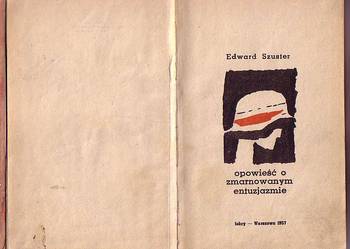 Edward Szuster
opowieść o
zmarnowanym
entuzjazmie
Iskry — Warszawa 1957